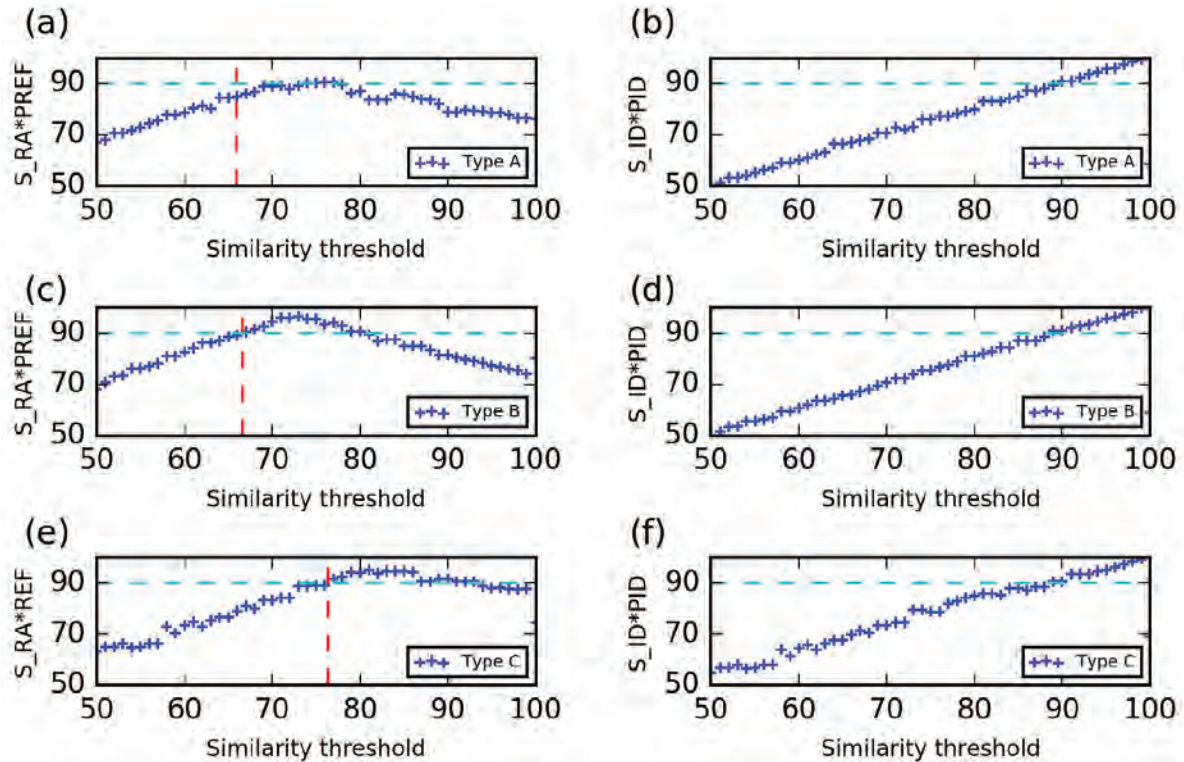 (a)
S_RA*PREF
90
70
50
Type A
50 60 70 80 90 100
Similarity threshold
(b)
S_ID*PID
90
70
50
Type A
50 60 70 80 90 100
Similarity threshold
(c)
S_RA*PREF
90
70
50
Type B
50 60 70 80 90 100
Similarity threshold
(d)
S_ID*PID
90
70
50
Type B
50 60 70 80 90 100
Similarity threshold
(e)
S_RA*REF
90
70
50
Type C
50 60 70 80 90 100
Similarity threshold
(f)
S_ID*PID
90
70
50
Type C
50 60 70 80 90 100
Similarity threshold